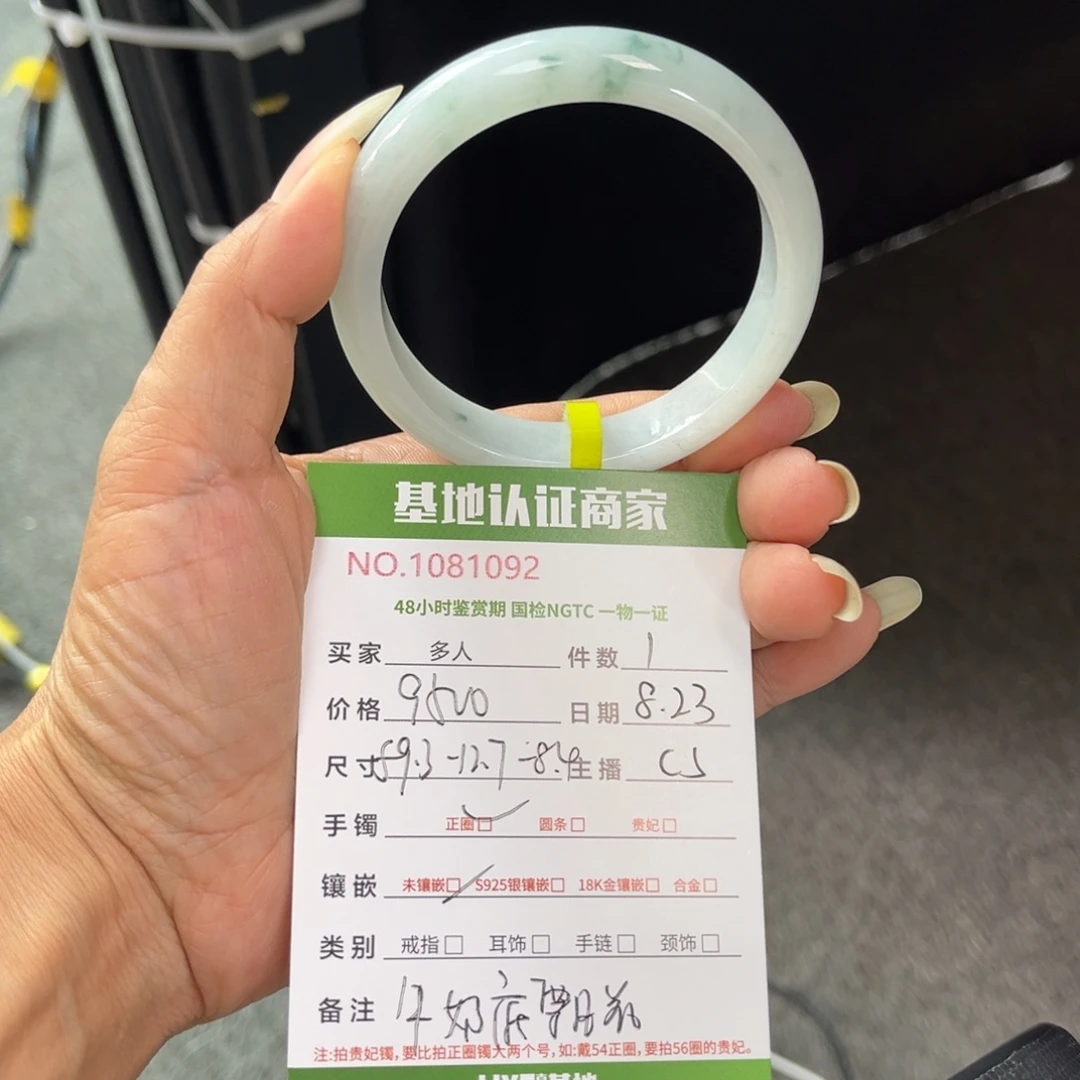 基地认证商家
NO.1081092
48小时鉴赏期 国检NGTC 一物一证
买家 多人 件数 1
价格 9800 日期 8.23
尺寸 59.3-12.7-8.4 主播 CJ
手镯 正圈□ 圆条□ 贵妃□
镶嵌 未镶嵌□ S925银镶嵌□ 18K金镶嵌□ 合金□
类别 戒指□ 耳饰□ 手链□ 颈饰□
备注 奶底
注:拍贵妃镯,要比拍正圈镯大两个号,如:戴54正圈,要拍56圈的贵妃。